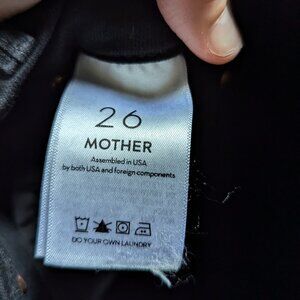 26
MOTHER
Assembled in USA
by both USA and foreign components
DO YOUR OWN LAUNDRY